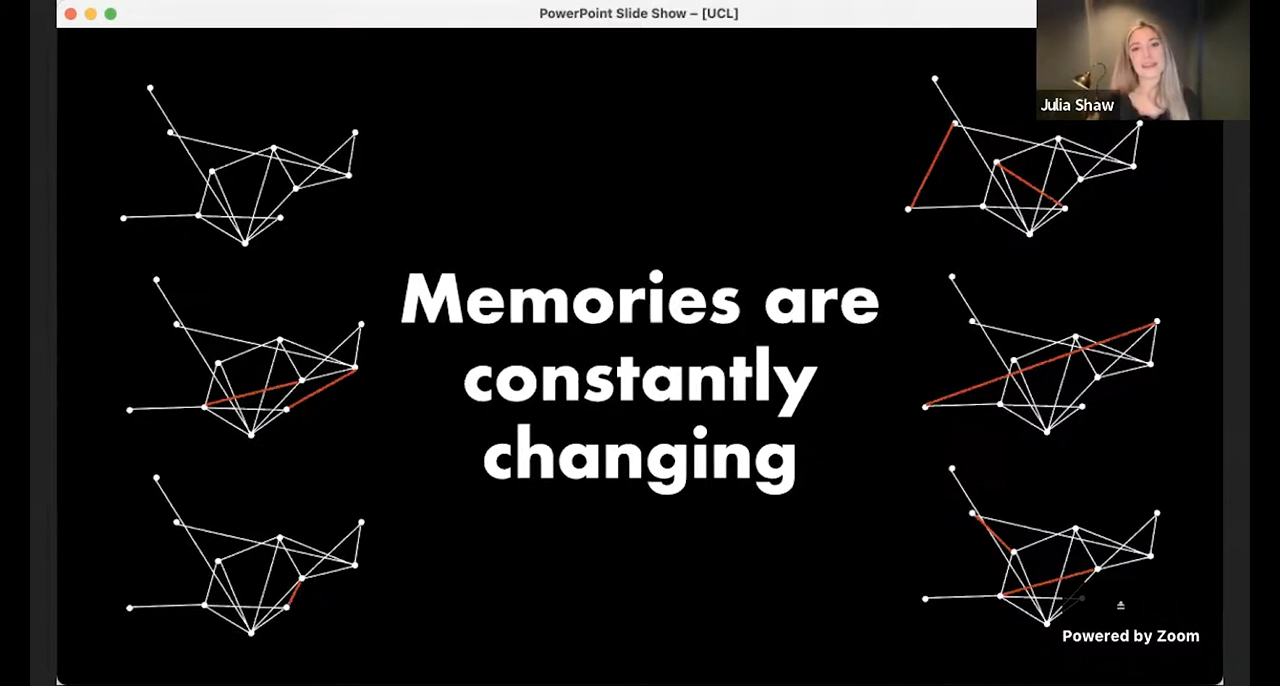 PowerPoint Slide Show – [UCL]
Julia Shaw
Memories are
constantly
changing
Powered by Zoom